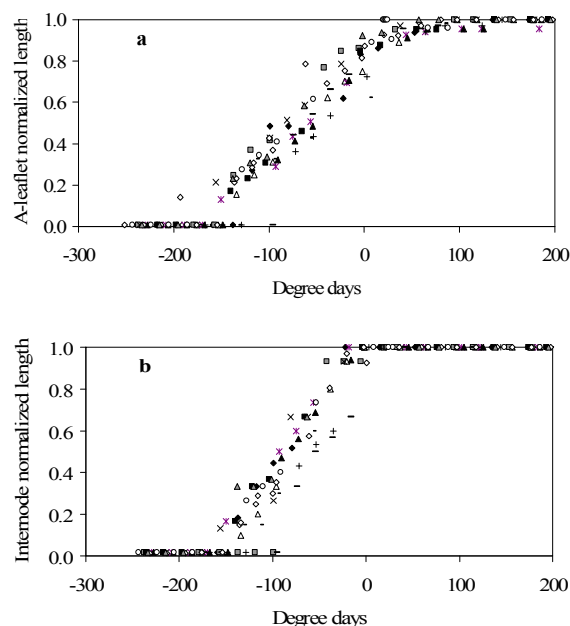 a
A-leaflet normalized length
1.0
0.8
0.6
0.4
0.2
0.0
-300 -200 -100 0 100 200
Degree days
b
Internode normalized length
1.0
0.8
0.6
0.4
0.2
0.0
-300 -200 -100 0 100 200
Degree days